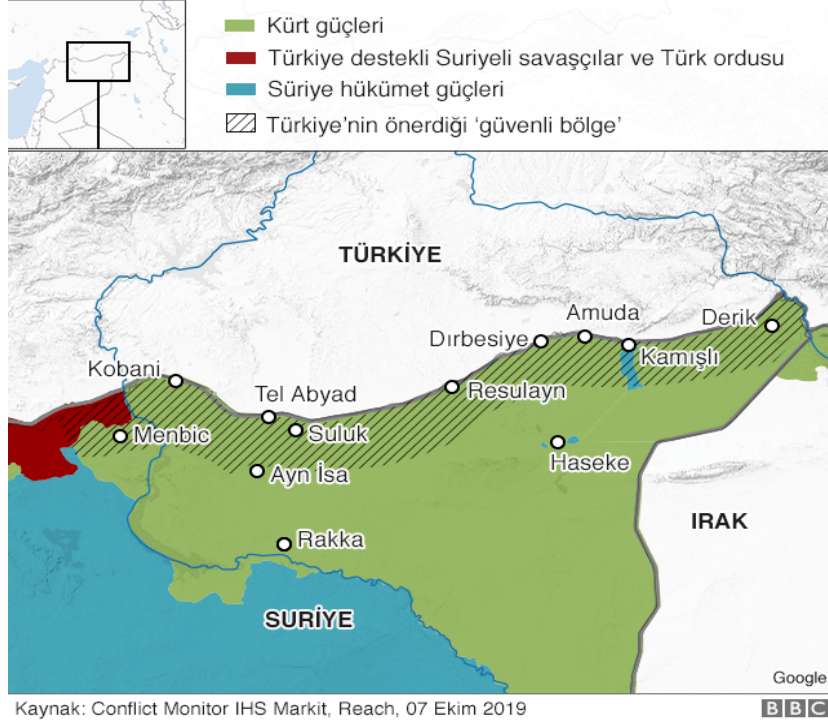 Kürt güçleri
Türkiye destekli Suriyeli savaşçılar ve Türk ordusu
Süriye hükümet güçleri
Türkiye'nin önerdiği 'güvenli bölge'
TÜRKİYE
Amuda
Derik
Dırbesiye
Kamışlı
Kobani
Tel Abyad
Resulayn
Menbic
Suluk
Haseke
Ayn İsa
IRAK
Rakka
SURİYE
Google
Kaynak: Conflict Monitor IHS Markit, Reach, 07 Ekim 2019
BBC